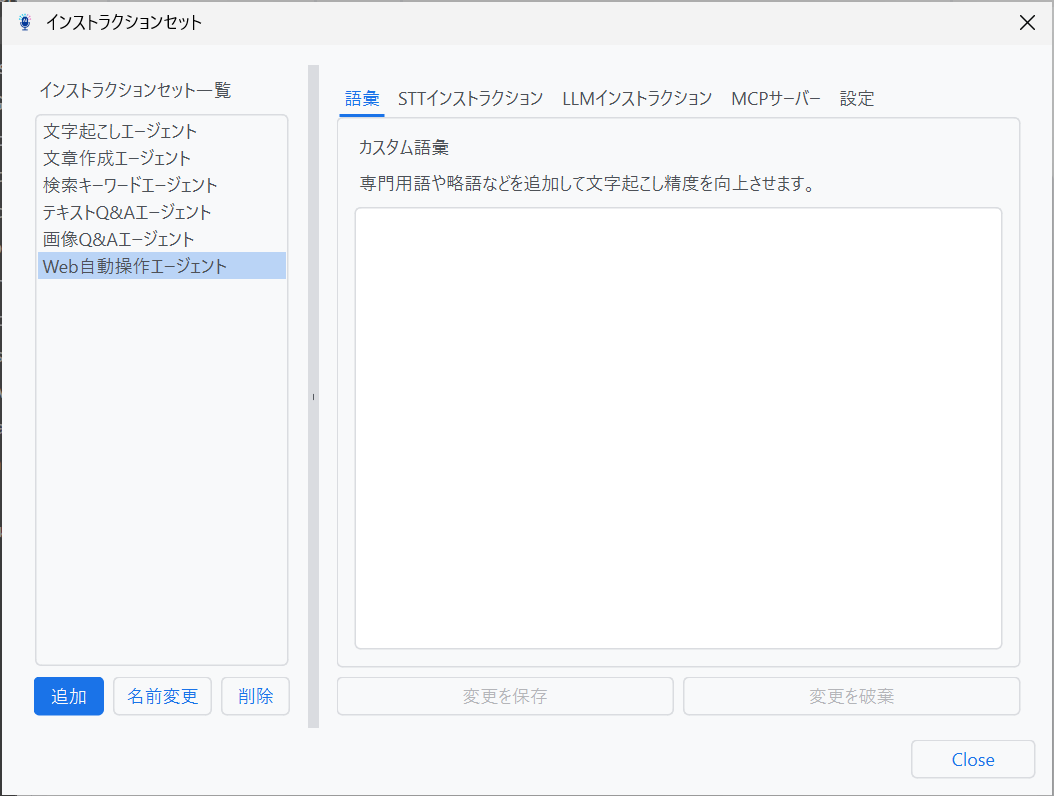 インストラクションセット
インストラクションセット一覧
文字起こしエージェント
文章作成エージェント
検索キーワードエージェント
テキストQ&Aエージェント
画像Q&Aエージェント
Web自動操作エージェント
追加 名前変更 削除
語彙 STTインストラクション LLMインストラクション MCPサーバー 設定
カスタム語彙
専門用語や略語などを追加して文字起こし精度を向上させます。
変更を保存 変更を破棄
Close